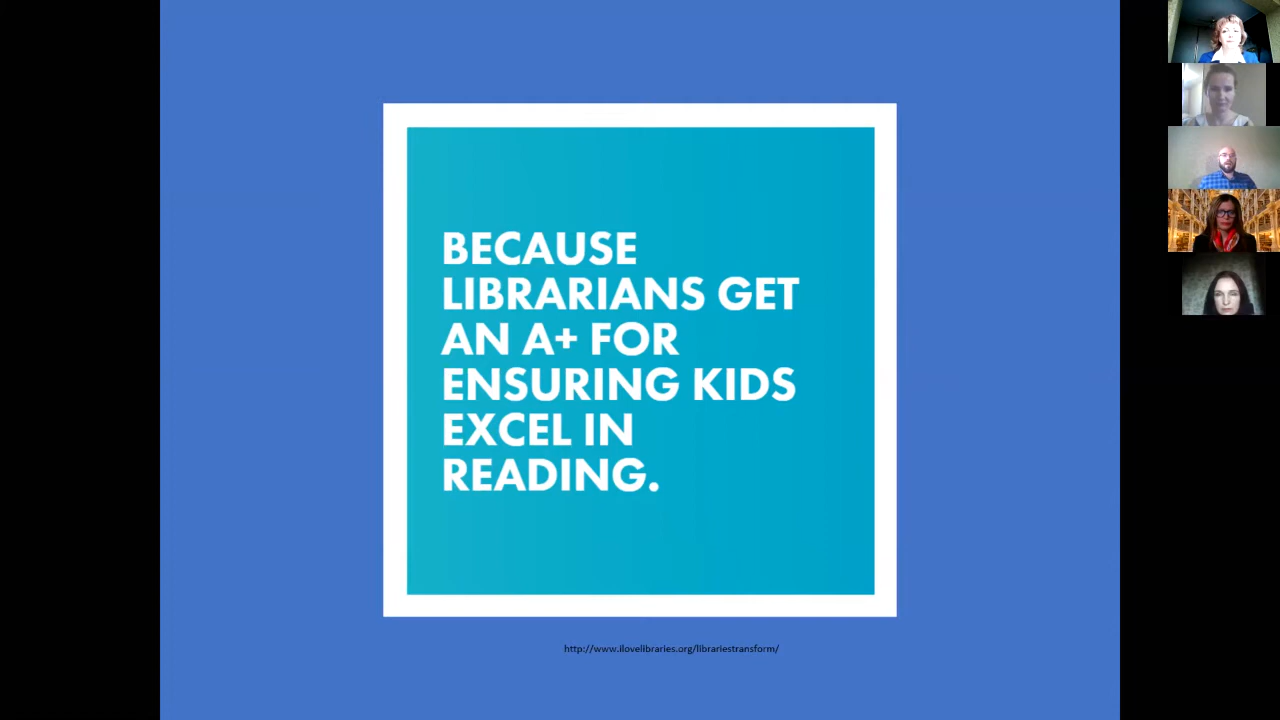 BECAUSE
LIBRARIANS GET
AN A+ FOR
ENSURING KIDS
EXCEL IN
READING.
http://www.ilovelibraries.org/librariestransform/